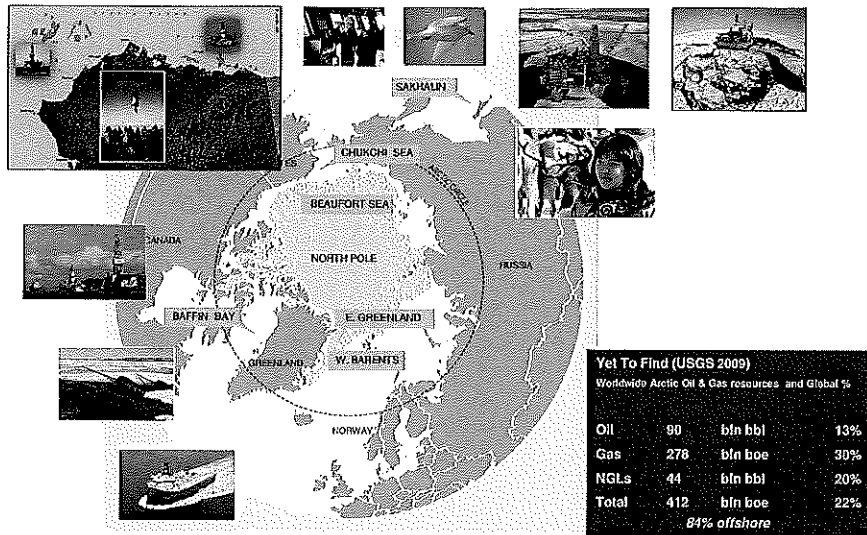 SAKHALIN
CHUKCHI SEA
ARCTIC CIRCLE
BEAUFORT SEA
CANADA
NORTH POLE
RUSSIA
BAFFIN BAY
E. GREENLAND
GREENLAND
W. BARENTS
NORWAY
Yet To Find (USGS 2009)
Worldwide Arctic Oil & Gas resources and Global %
Oil 90 bln bbl 13%
Gas 278 bln boe 30%
NGLs 44 bln bbl 20%
Total 412 bln boe 22%
84% offshore